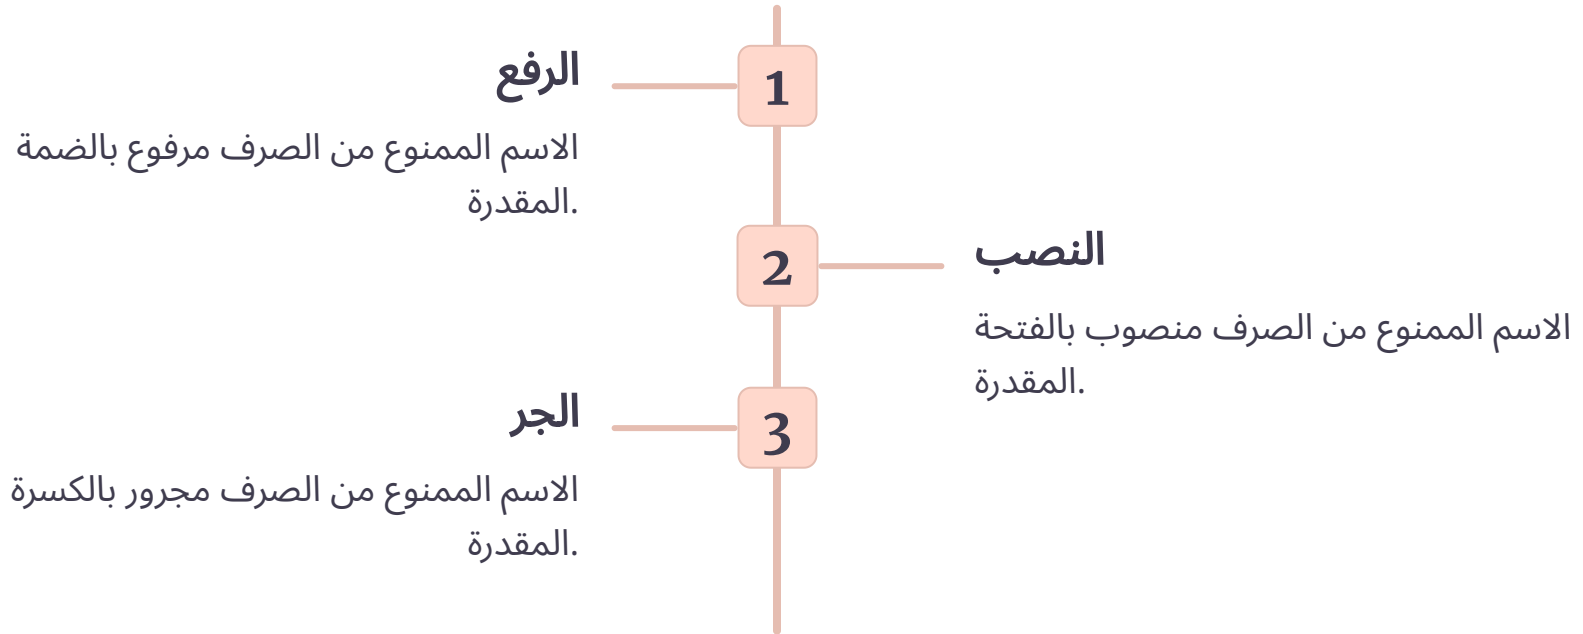 1
الرفع
الاسم الممنوع من الصرف مرفوع بالضمة
المقدرة.
2
النصب
الاسم الممنوع من الصرف منصوب بالفتحة
المقدرة.
3
الجر
الاسم الممنوع من الصرف مجرور بالكسرة
المقدرة.